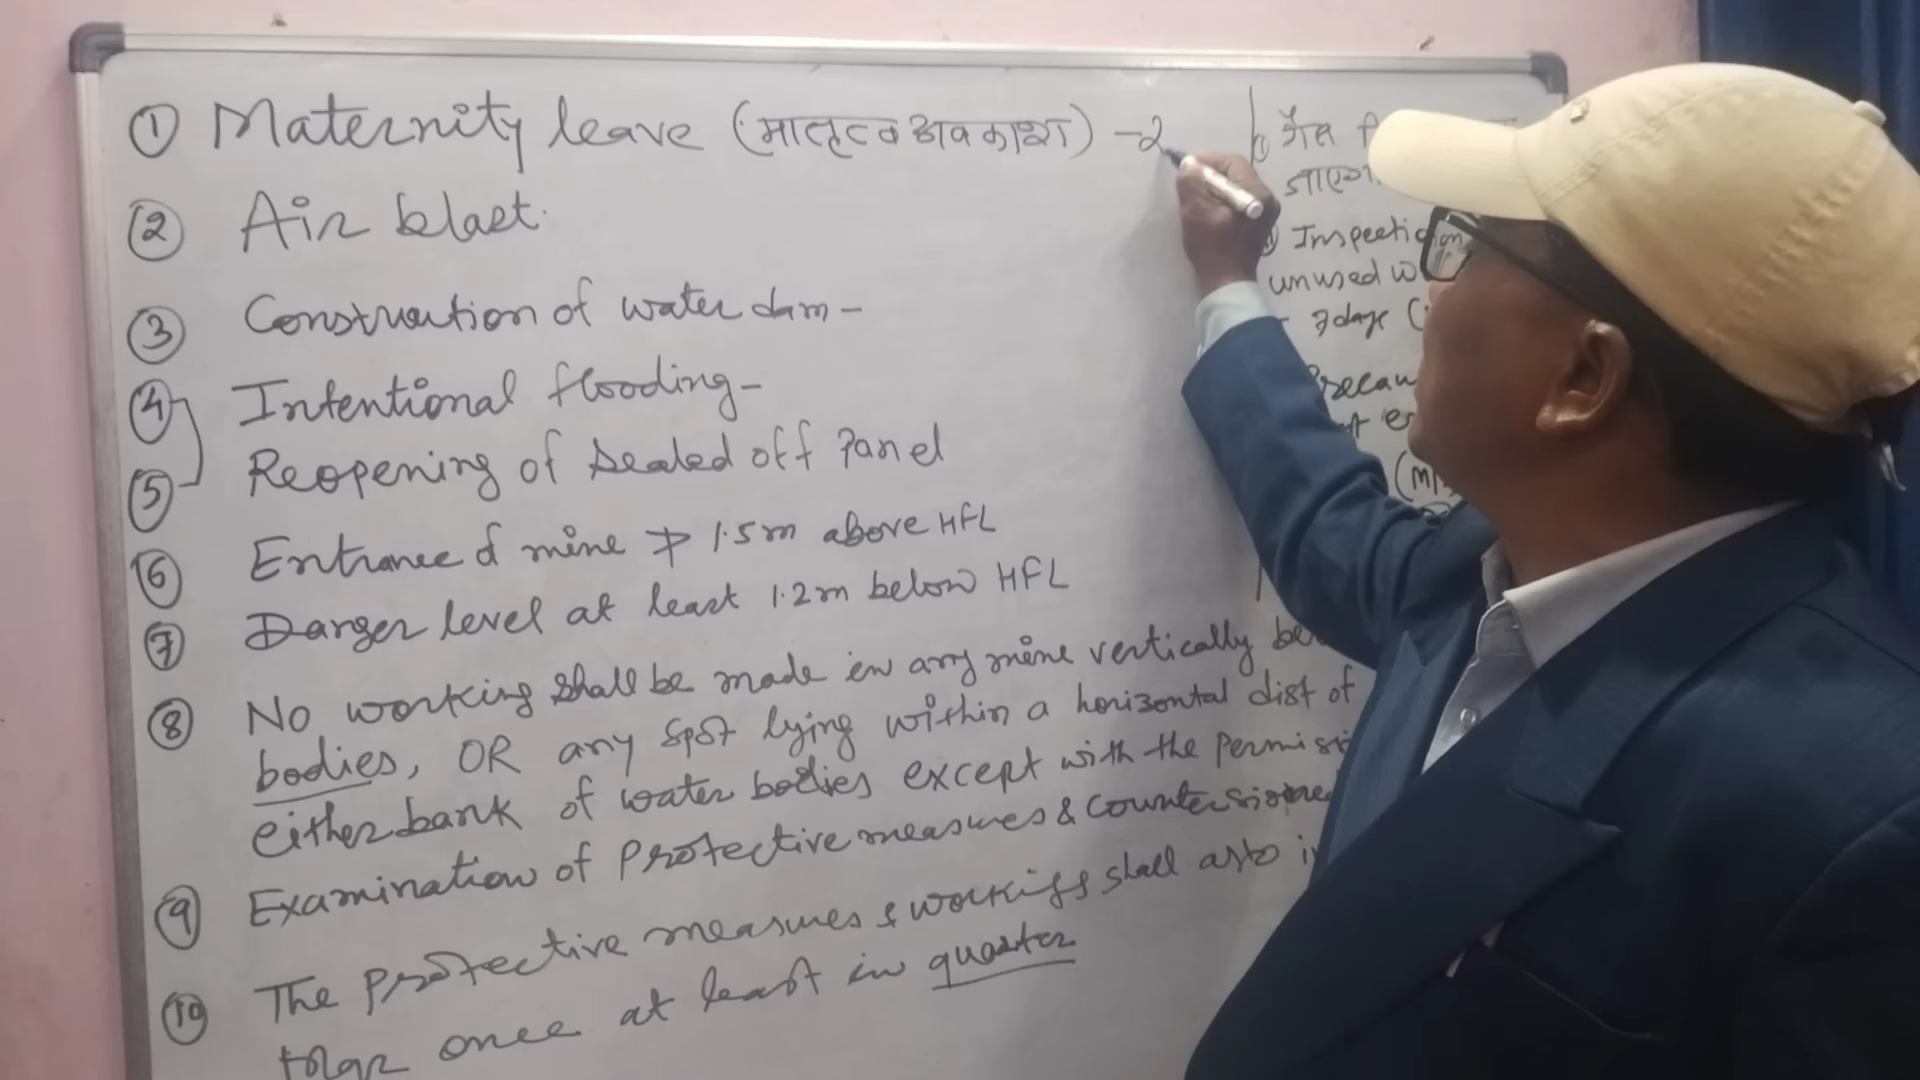 ① Maternity leave (मातृत्व अवकाश) - 2
② Air blast.
③ Construction of water dam -
④ Intentional flooding -
⑤ Reopening of sealed off Panel
⑥ Entrance of mine ≯ 1.5m above HFL
⑦ Danger level at least 1.2m below HFL
⑧ No working shall be made in any mine vertically
bodies, OR any spot lying within a horizontal dist of
either bank of water bodies except with the
⑨ Examination of Protective measures &
⑩ The Protective measures & workings shall
once at least in quarter
Inspection
unused
- 7 days